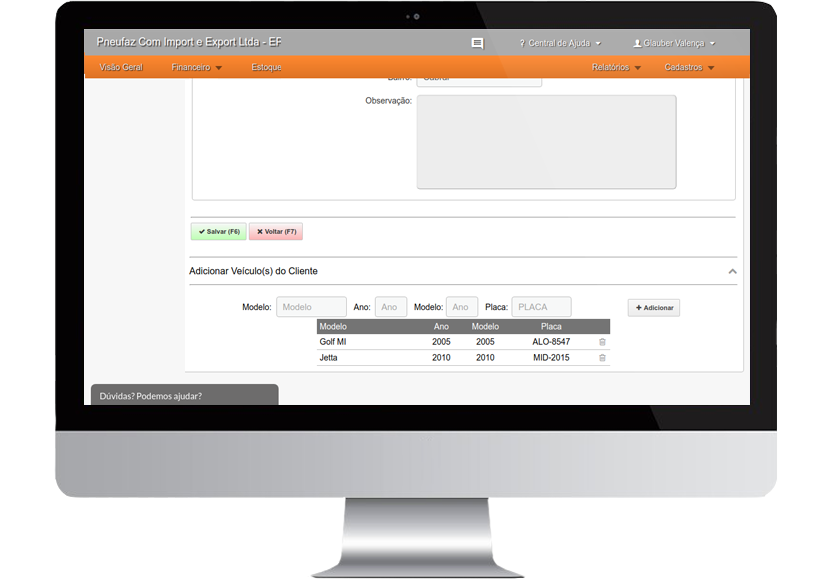 Pneufaz Com Import e Export Ltda - EF
? Central de Ajuda
Glauber Valença
Visão Geral Financeiro Estoque Relatórios Cadastros
Observação:
Salvar (F6) Voltar (F7)
Adicionar Veículo(s) do Cliente
Modelo: Modelo Ano: Ano Modelo: Ano Placa: PLACA + Adicionar
Modelo Ano Modelo Placa
Golf MI 2005 2005 ALO-8547
Jetta 2010 2010 MID-2015
Dúvidas? Podemos ajudar?